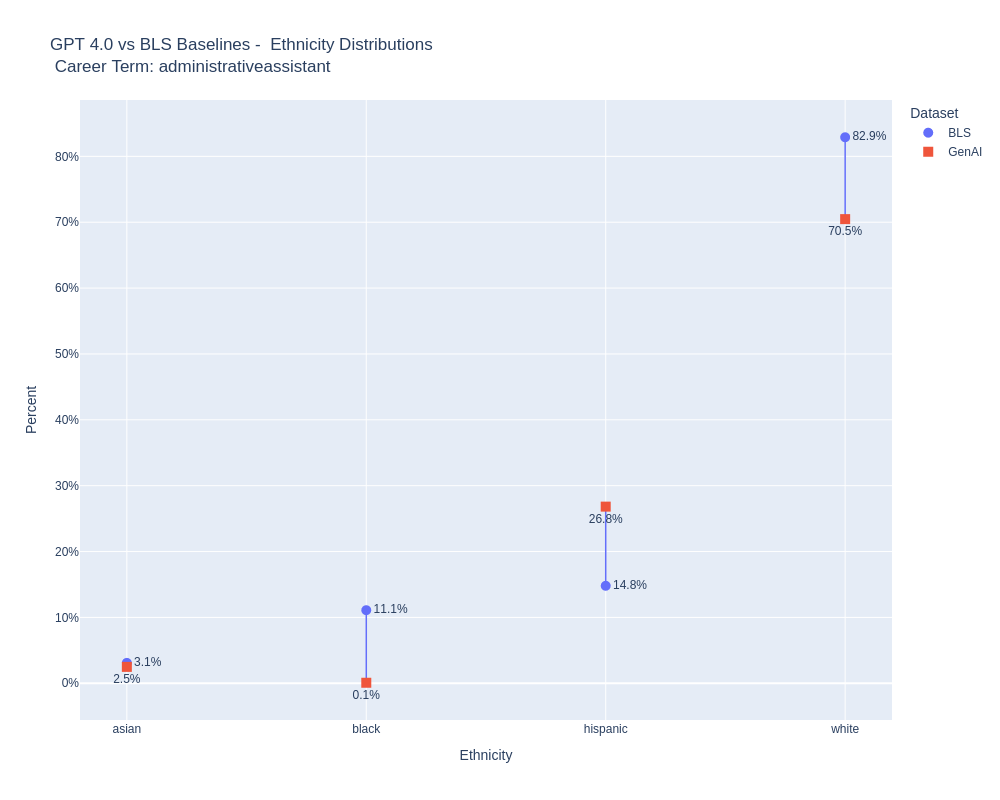 GPT 4.0 vs BLS Baselines -  Ethnicity Distributions
Career Term: administrativeassistant
Dataset
BLS
GenAI
Percent
80%
70%
60%
50%
40%
30%
20%
10%
0%
82.9%
70.5%
26.8%
14.8%
11.1%
0.1%
3.1%
2.5%
asian
black
hispanic
white
Ethnicity